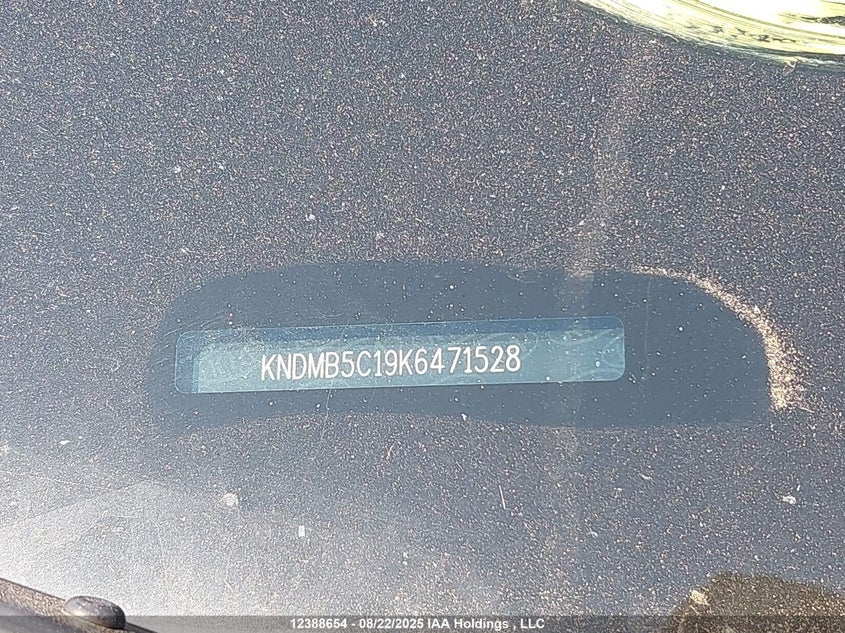 KNDMB5C19K6471528
12388654 - 08/22/2025 IAA Holdings , LLC